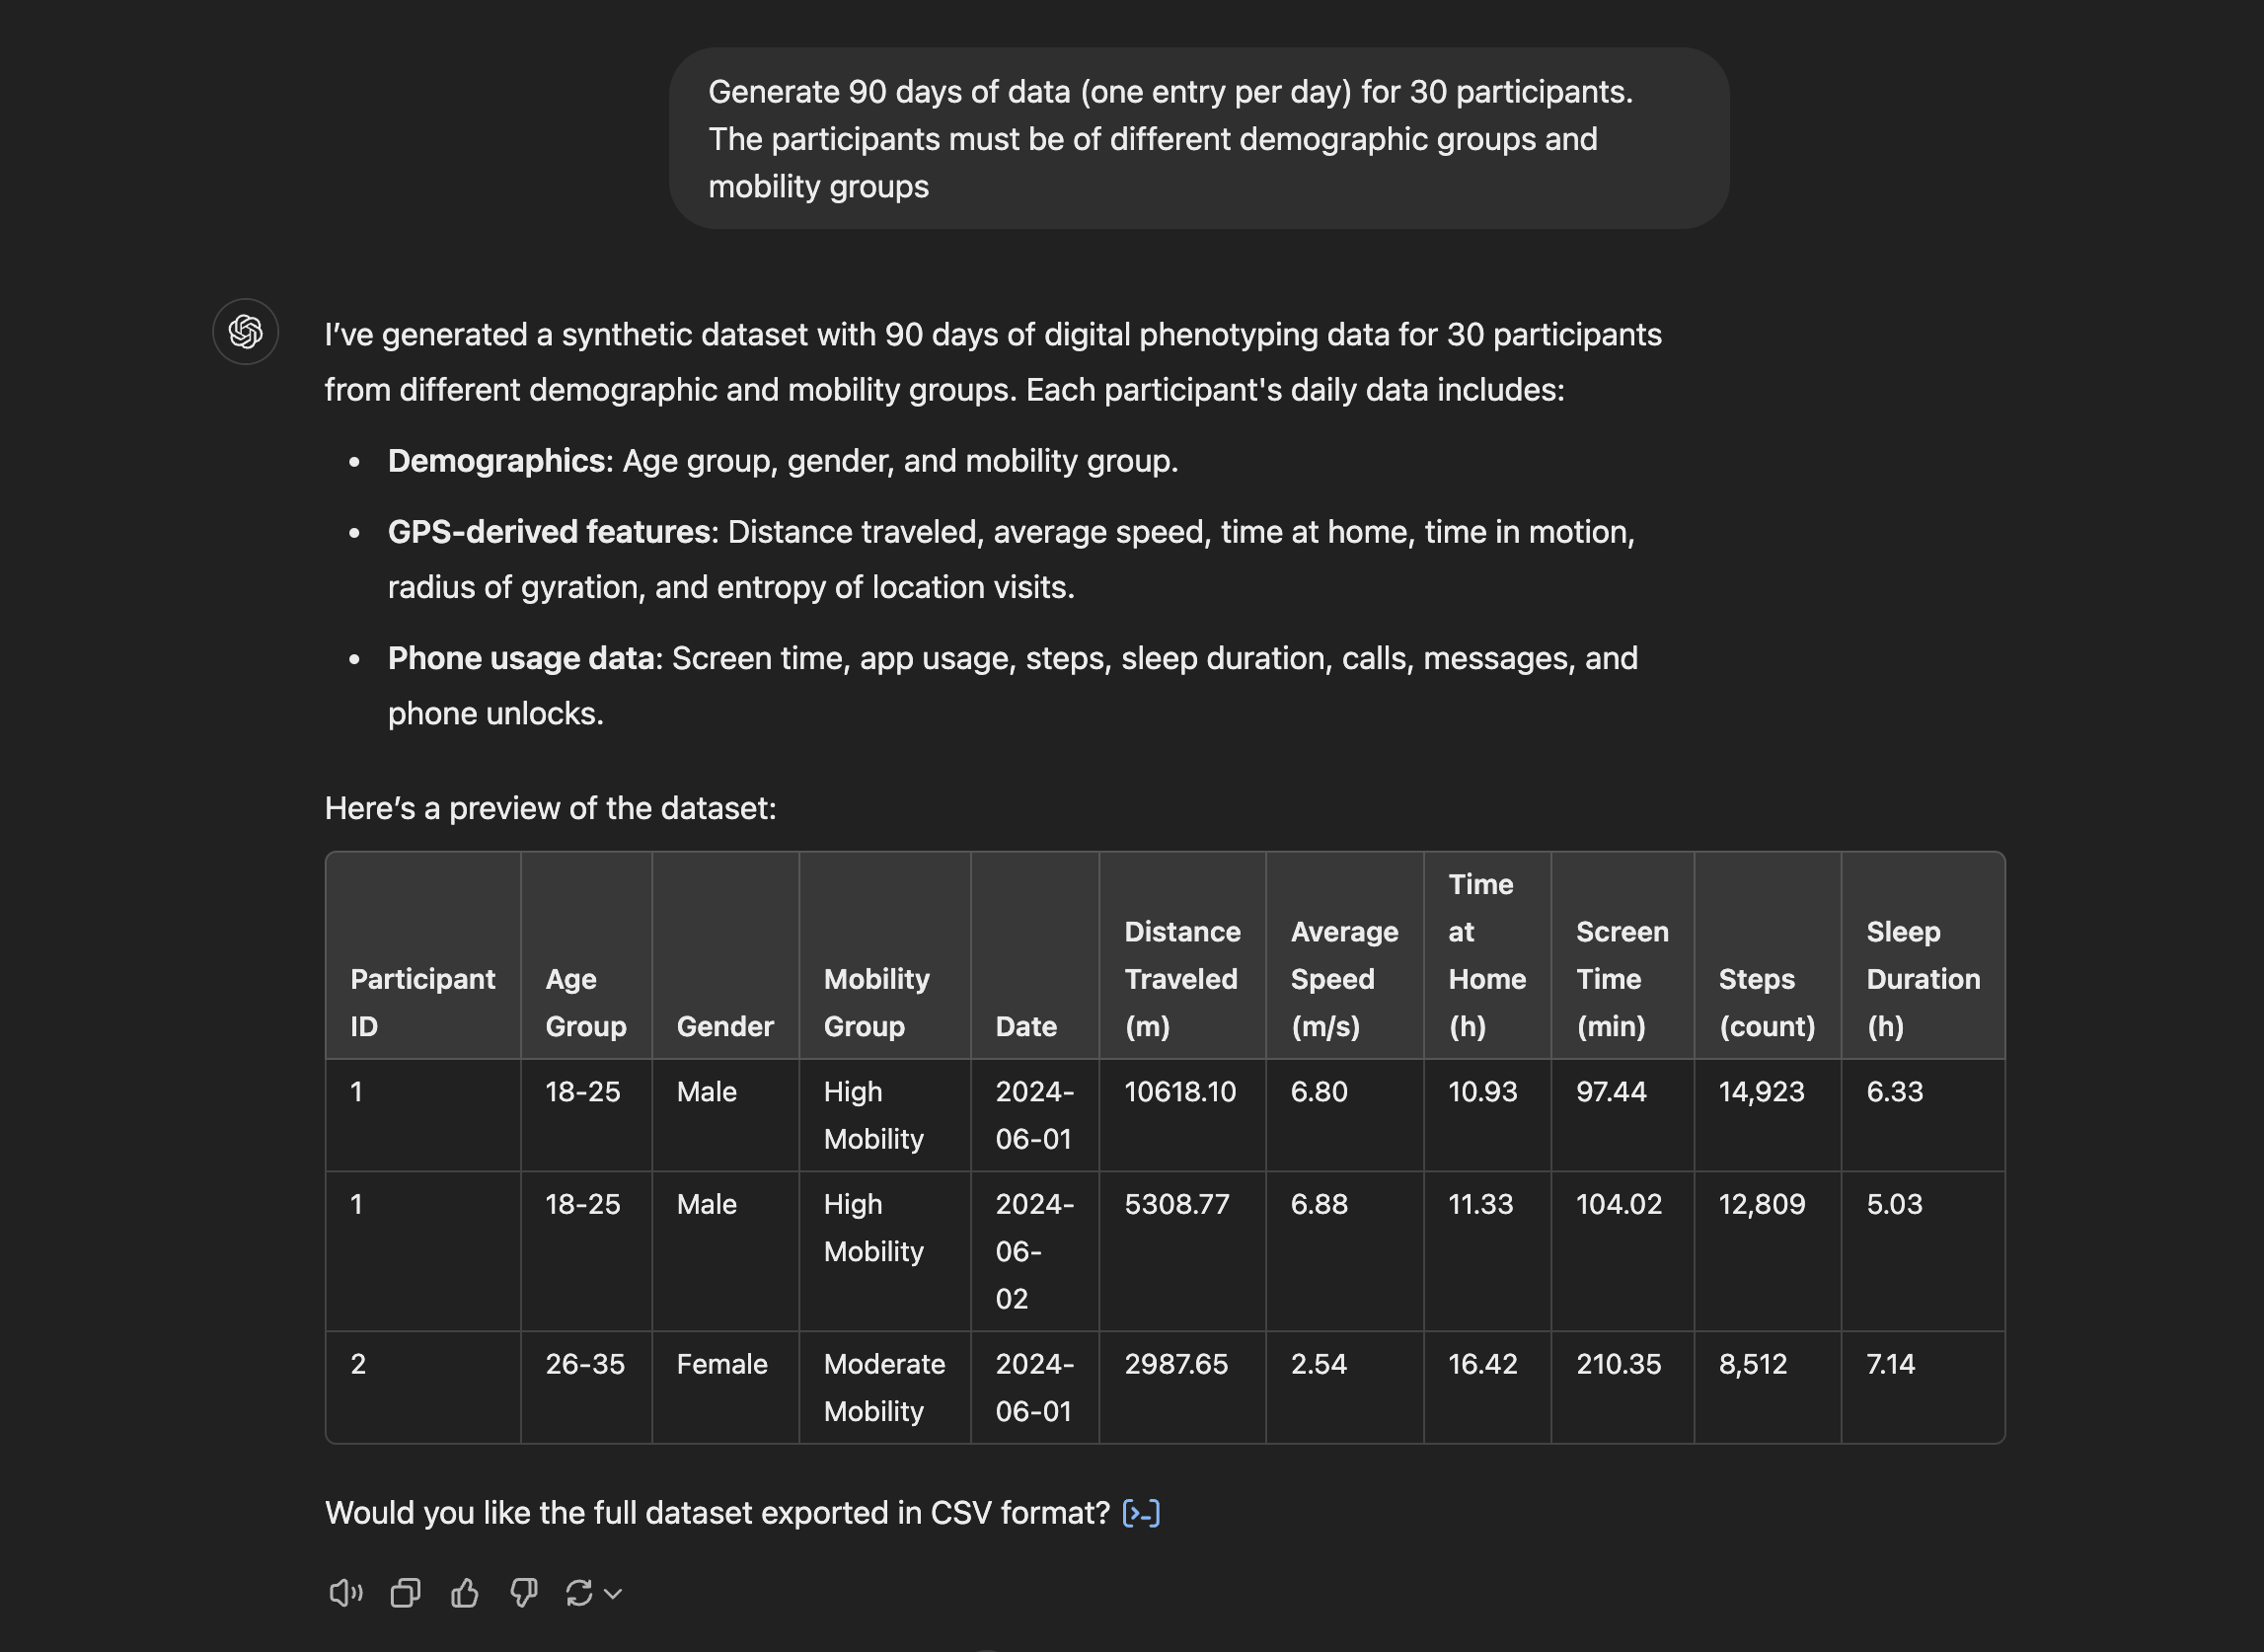 Generate 90 days of data (one entry per day) for 30 participants.
The participants must be of different demographic groups and
mobility groups
I’ve generated a synthetic dataset with 90 days of digital phenotyping data for 30 participants
from different demographic and mobility groups. Each participant's daily data includes:
• Demographics: Age group, gender, and mobility group.
• GPS-derived features: Distance traveled, average speed, time at home, time in motion,
radius of gyration, and entropy of location visits.
• Phone usage data: Screen time, app usage, steps, sleep duration, calls, messages, and
phone unlocks.
Here’s a preview of the dataset:
Participant ID | Age Group | Gender | Mobility Group | Date | Distance Traveled (m) | Average Speed (m/s) | Time at Home (h) | Screen Time (min) | Steps (count) | Sleep Duration (h)
1 | 18-25 | Male | High Mobility | 2024-06-01 | 10618.10 | 6.80 | 10.93 | 97.44 | 14,923 | 6.33
1 | 18-25 | Male | High Mobility | 2024-06-02 | 5308.77 | 6.88 | 11.33 | 104.02 | 12,809 | 5.03
2 | 26-35 | Female | Moderate Mobility | 2024-06-01 | 2987.65 | 2.54 | 16.42 | 210.35 | 8,512 | 7.14
Would you like the full dataset exported in CSV format? [>-]